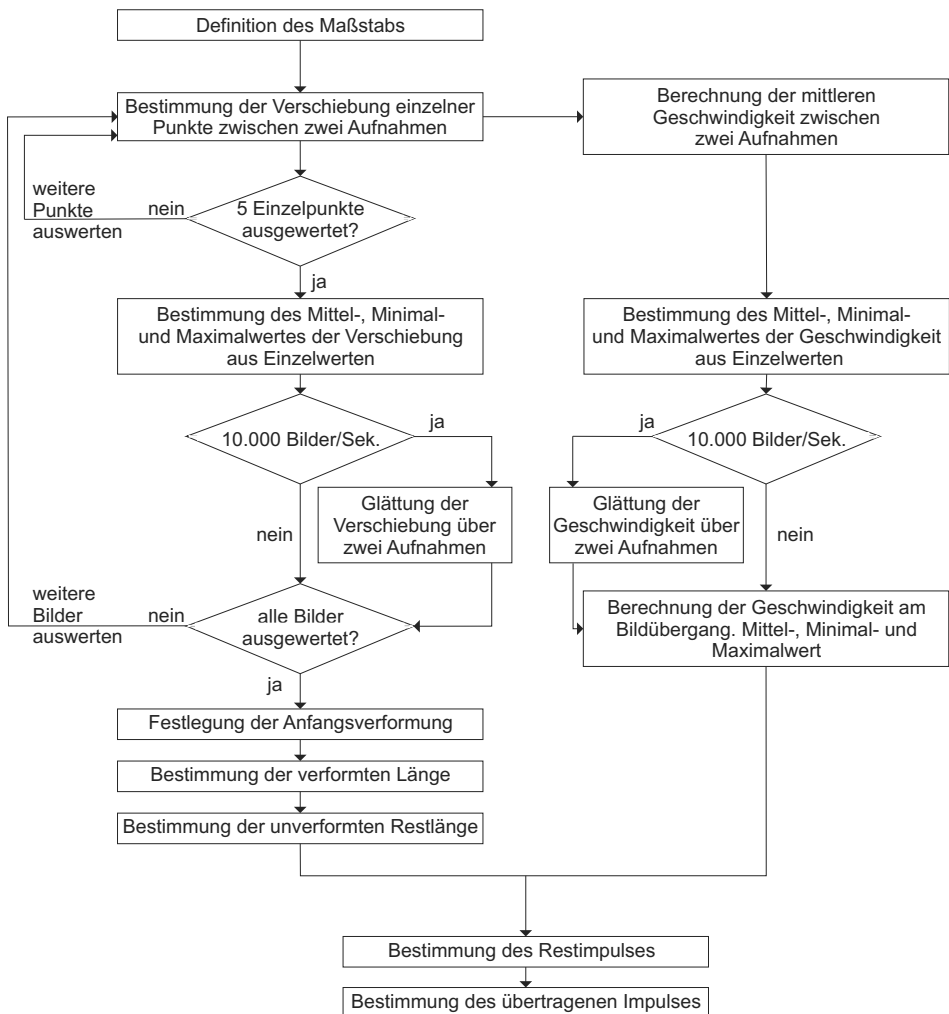 Definition des Maßstabs
Bestimmung der Verschiebung einzelner
Punkte zwischen zwei Aufnahmen
Berechnung der mittleren
Geschwindigkeit zwischen
zwei Aufnahmen
weitere
Punkte
auswerten
nein
5 Einzelpunkte
ausgewertet?
ja
Bestimmung des Mittel-, Minimal-
und Maximalwertes der Verschiebung
aus Einzelwerten
Bestimmung des Mittel-, Minimal-
und Maximalwertes der Geschwindigkeit
aus Einzelwerten
10.000 Bilder/Sek.
ja
ja
10.000 Bilder/Sek.
nein
Glättung der
Verschiebung über
zwei Aufnahmen
Glättung der
Geschwindigkeit über
zwei Aufnahmen
nein
weitere
Bilder
auswerten
nein
alle Bilder
ausgewertet?
Berechnung der Geschwindigkeit am
Bildübergang. Mittel-, Minimal- und
Maximalwert
ja
Festlegung der Anfangsverformung
Bestimmung der verformten Länge
Bestimmung der unverformten Restlänge
Bestimmung des Restimpulses
Bestimmung des übertragenen Impulses